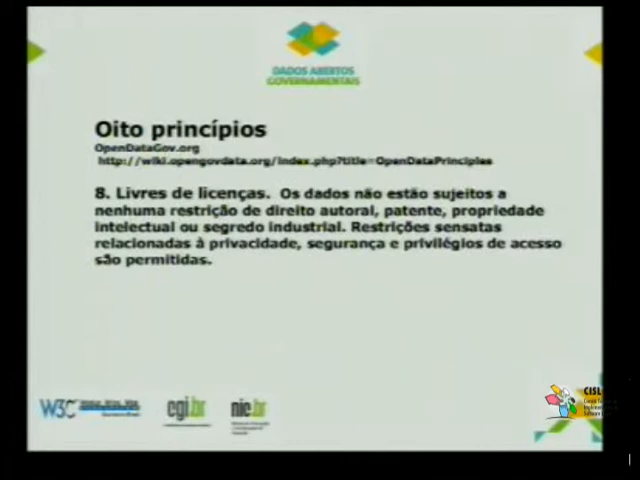 DADOS ABERTOS
GOVERNAMENTAIS
Oito princípios
OpenDataGov.org
http://wiki.opengovdata.org/index.php?title=OpenDataPrinciples
8. Livres de licenças. Os dados não estão sujeitos a
nenhuma restrição de direito autoral, patente, propriedade
intelectual ou segredo industrial. Restrições sensatas
relacionadas à privacidade, segurança e privilégios de acesso
são permitidas.
W3C
cgi.br
nic.br
CISL